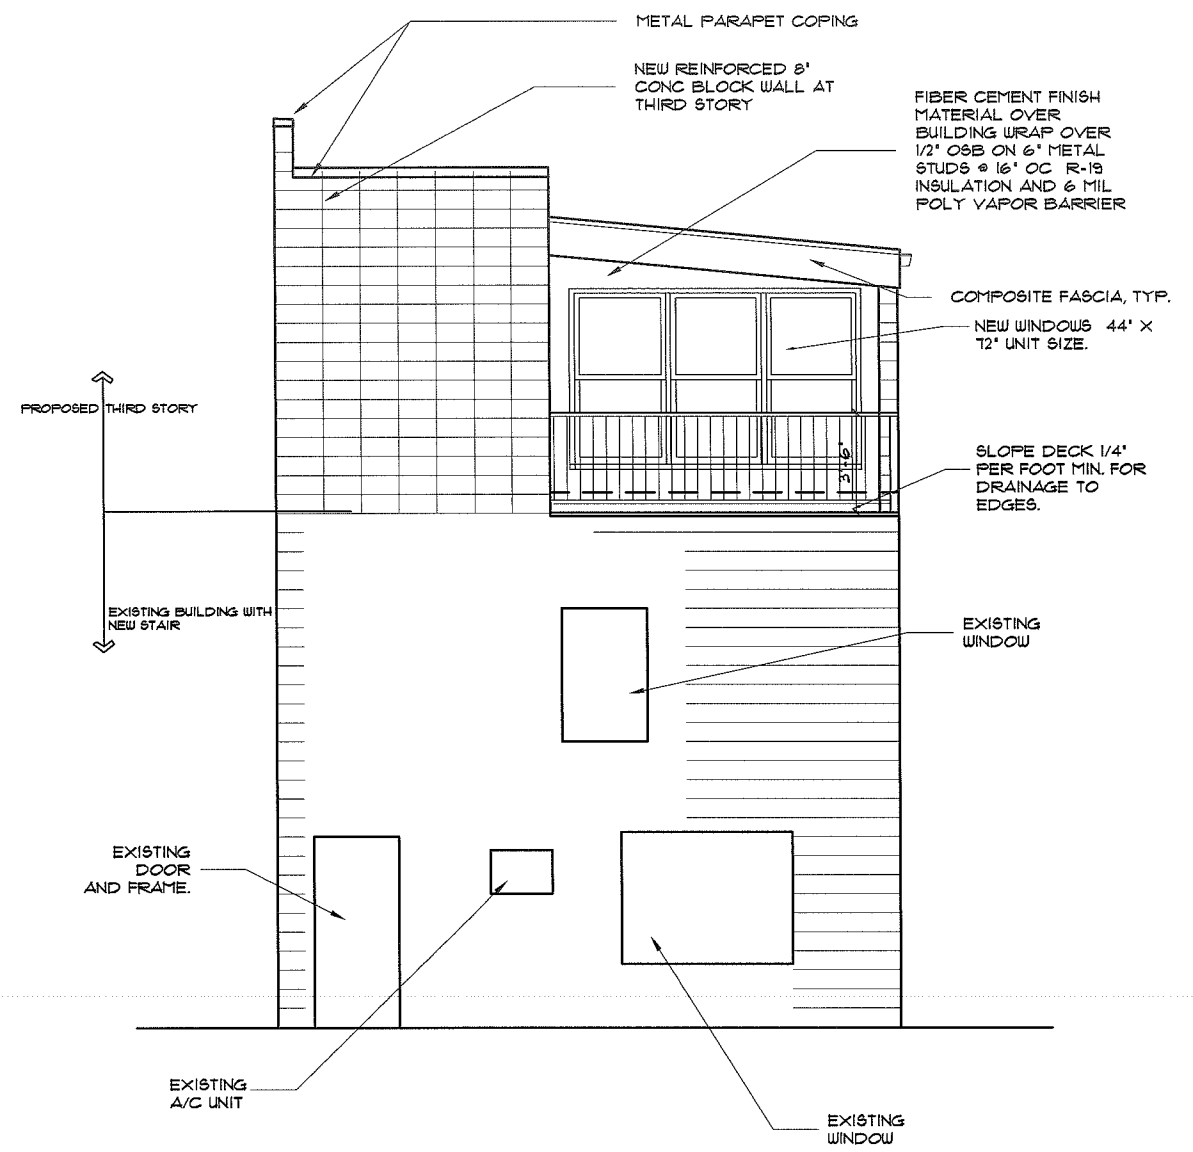 METAL PARAPET COPING
NEW REINFORCED 8"
CONC BLOCK WALL AT
THIRD STORY
FIBER CEMENT FINISH
MATERIAL OVER
BUILDING WRAP OVER
1/2" OSB ON 6" METAL
STUDS @ 16" OC R-19
INSULATION AND 6 MIL
POLY VAPOR BARRIER
COMPOSITE FASCIA, TYP.
NEW WINDOWS 44" X
72" UNIT SIZE.
PROPOSED THIRD STORY
SLOPE DECK 1/4"
PER FOOT MIN. FOR
DRAINAGE TO
EDGES.
3'-6"
EXISTING BUILDING WITH
NEW STAIR
EXISTING
WINDOW
EXISTING
DOOR
AND FRAME.
EXISTING
A/C UNIT
EXISTING
WINDOW